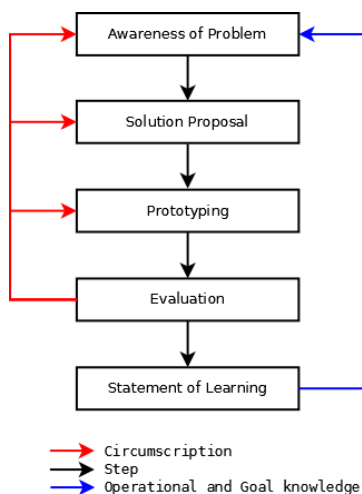 Awareness of Problem
Solution Proposal
Prototyping
Evaluation
Statement of Learning
Circumscription
Step
Operational and Goal knowledge